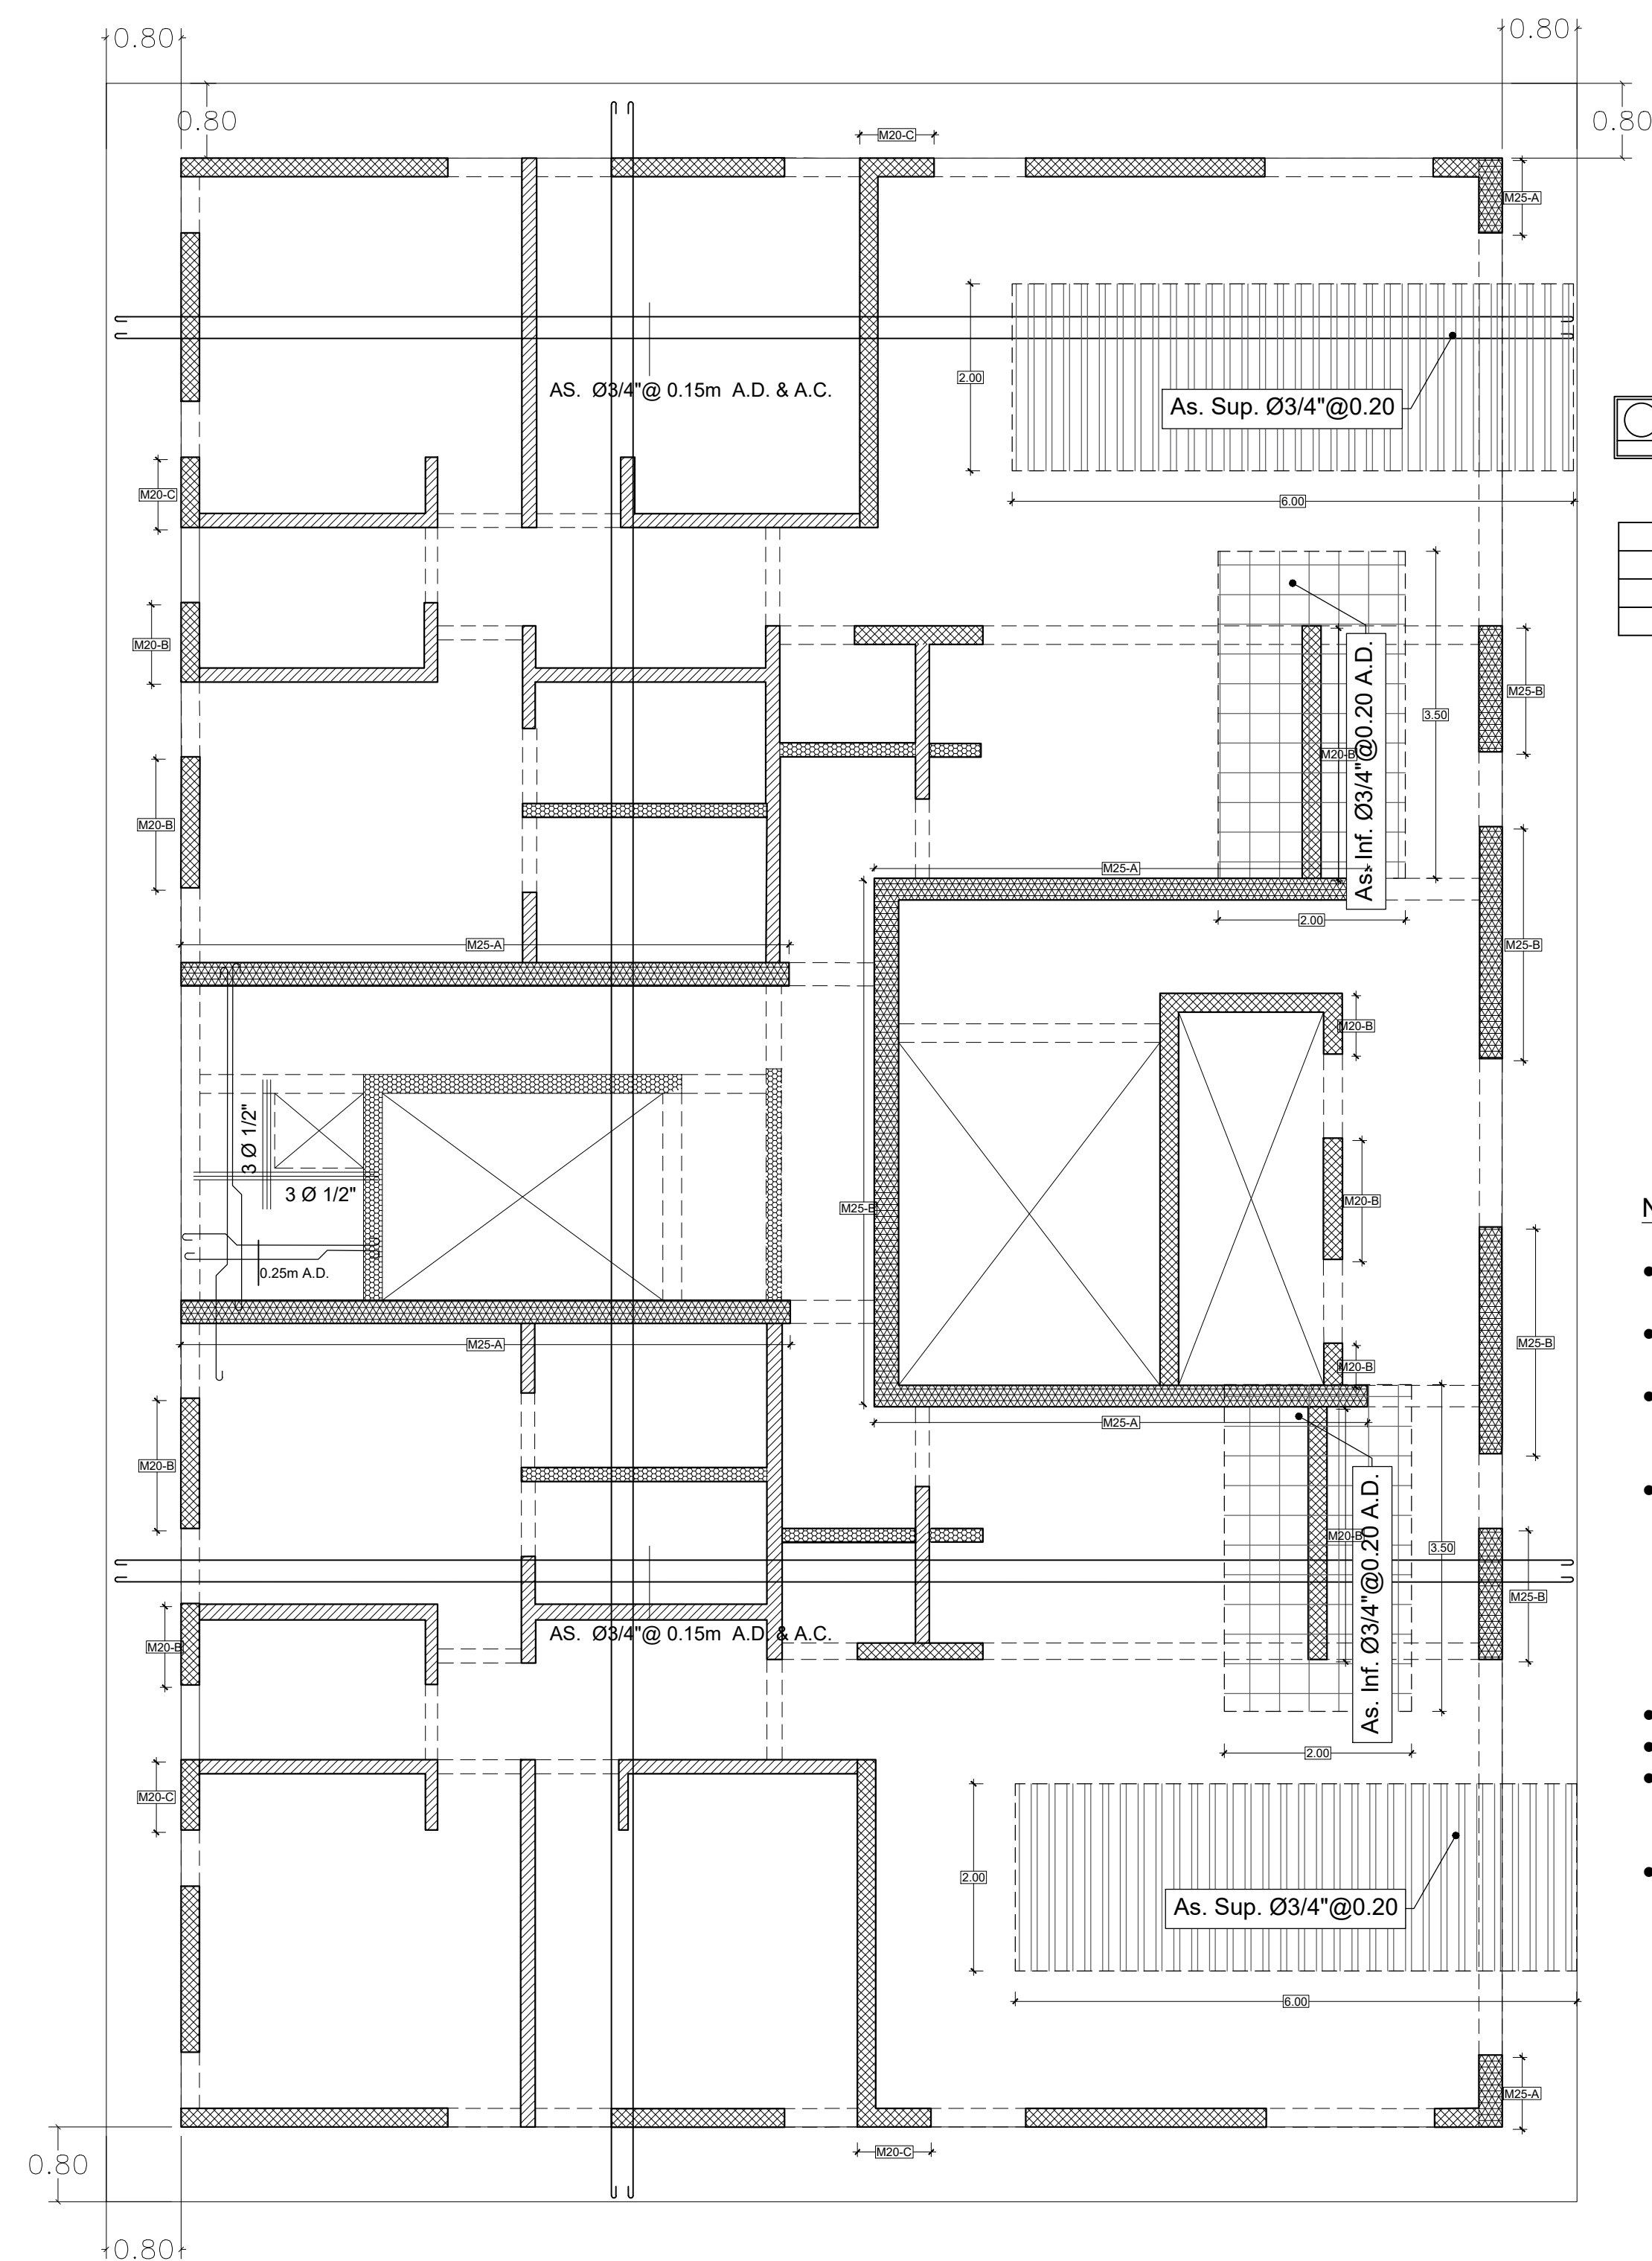 0.80
0.80
0.80
0.80
M20-C
M25-A
2.00
AS. Ø3/4"@ 0.15m A.D. & A.C.
As. Sup. Ø3/4"@0.20
M20-C
6.00
M20-B
As. Inf. Ø3/4"@0.20 A.D.
M25-B
3.50
M20-B
M20-B
M25-A
2.00
M25-A
M25-B
M20-B
3 Ø 1/2"
3 Ø 1/2"
M20-B
M25-B
N
0.25m A.D.
M25-A
M25-B
M20-B
M25-A
M20-B
As. Inf. Ø3/4"@0.20 A.D.
M20-B
3.50
M25-B
AS. Ø3/4"@ 0.15m A.D. & A.C.
M20-B
2.00
M20-C
2.00
As. Sup. Ø3/4"@0.20
6.00
M25-A
M20-C
0.80
0.80